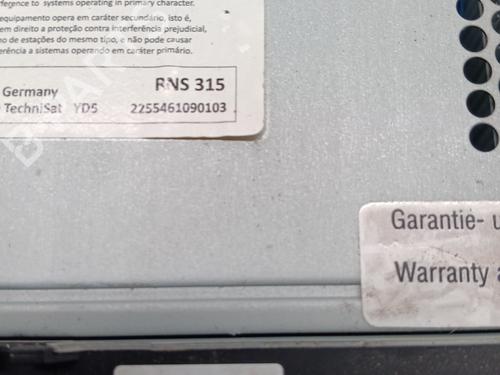 rference to systems operating in primary character.
equipamento opera em caráter secundário, isto é,
em direito a proteção contra interferência prejudicial,
no de estações do mesmo tipo, e não pode causar
erência a sistemas operando em caráter primário.
Germany RNS 315
TechniSat YD5 2255461090103
Garantie- u
Warranty a